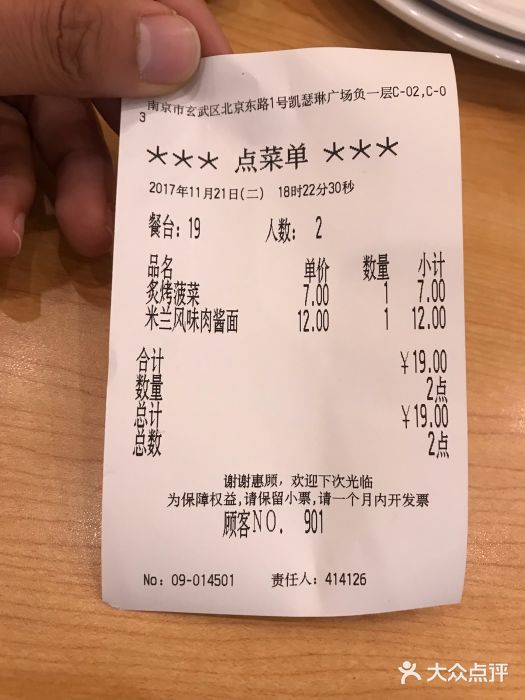 南京市玄武区北京东路1号凯瑟琳广场负一层C-02,C-0
3
*** 点菜单 ***
2017年11月21日(二) 18时22分30秒
餐台: 19 人数: 2
品名 单价 数量 小计
炙烤菠菜 7.00 1 7.00
米兰风味肉酱面 12.00 1 12.00
合计 ¥19.00
数量 2点
总计 ¥19.00
总数 2点
谢谢惠顾，欢迎下次光临
为保障权益,请保留小票,请一个月内开发票
顾客NO. 901
No: 09-014501 责任人: 414126
大众点评